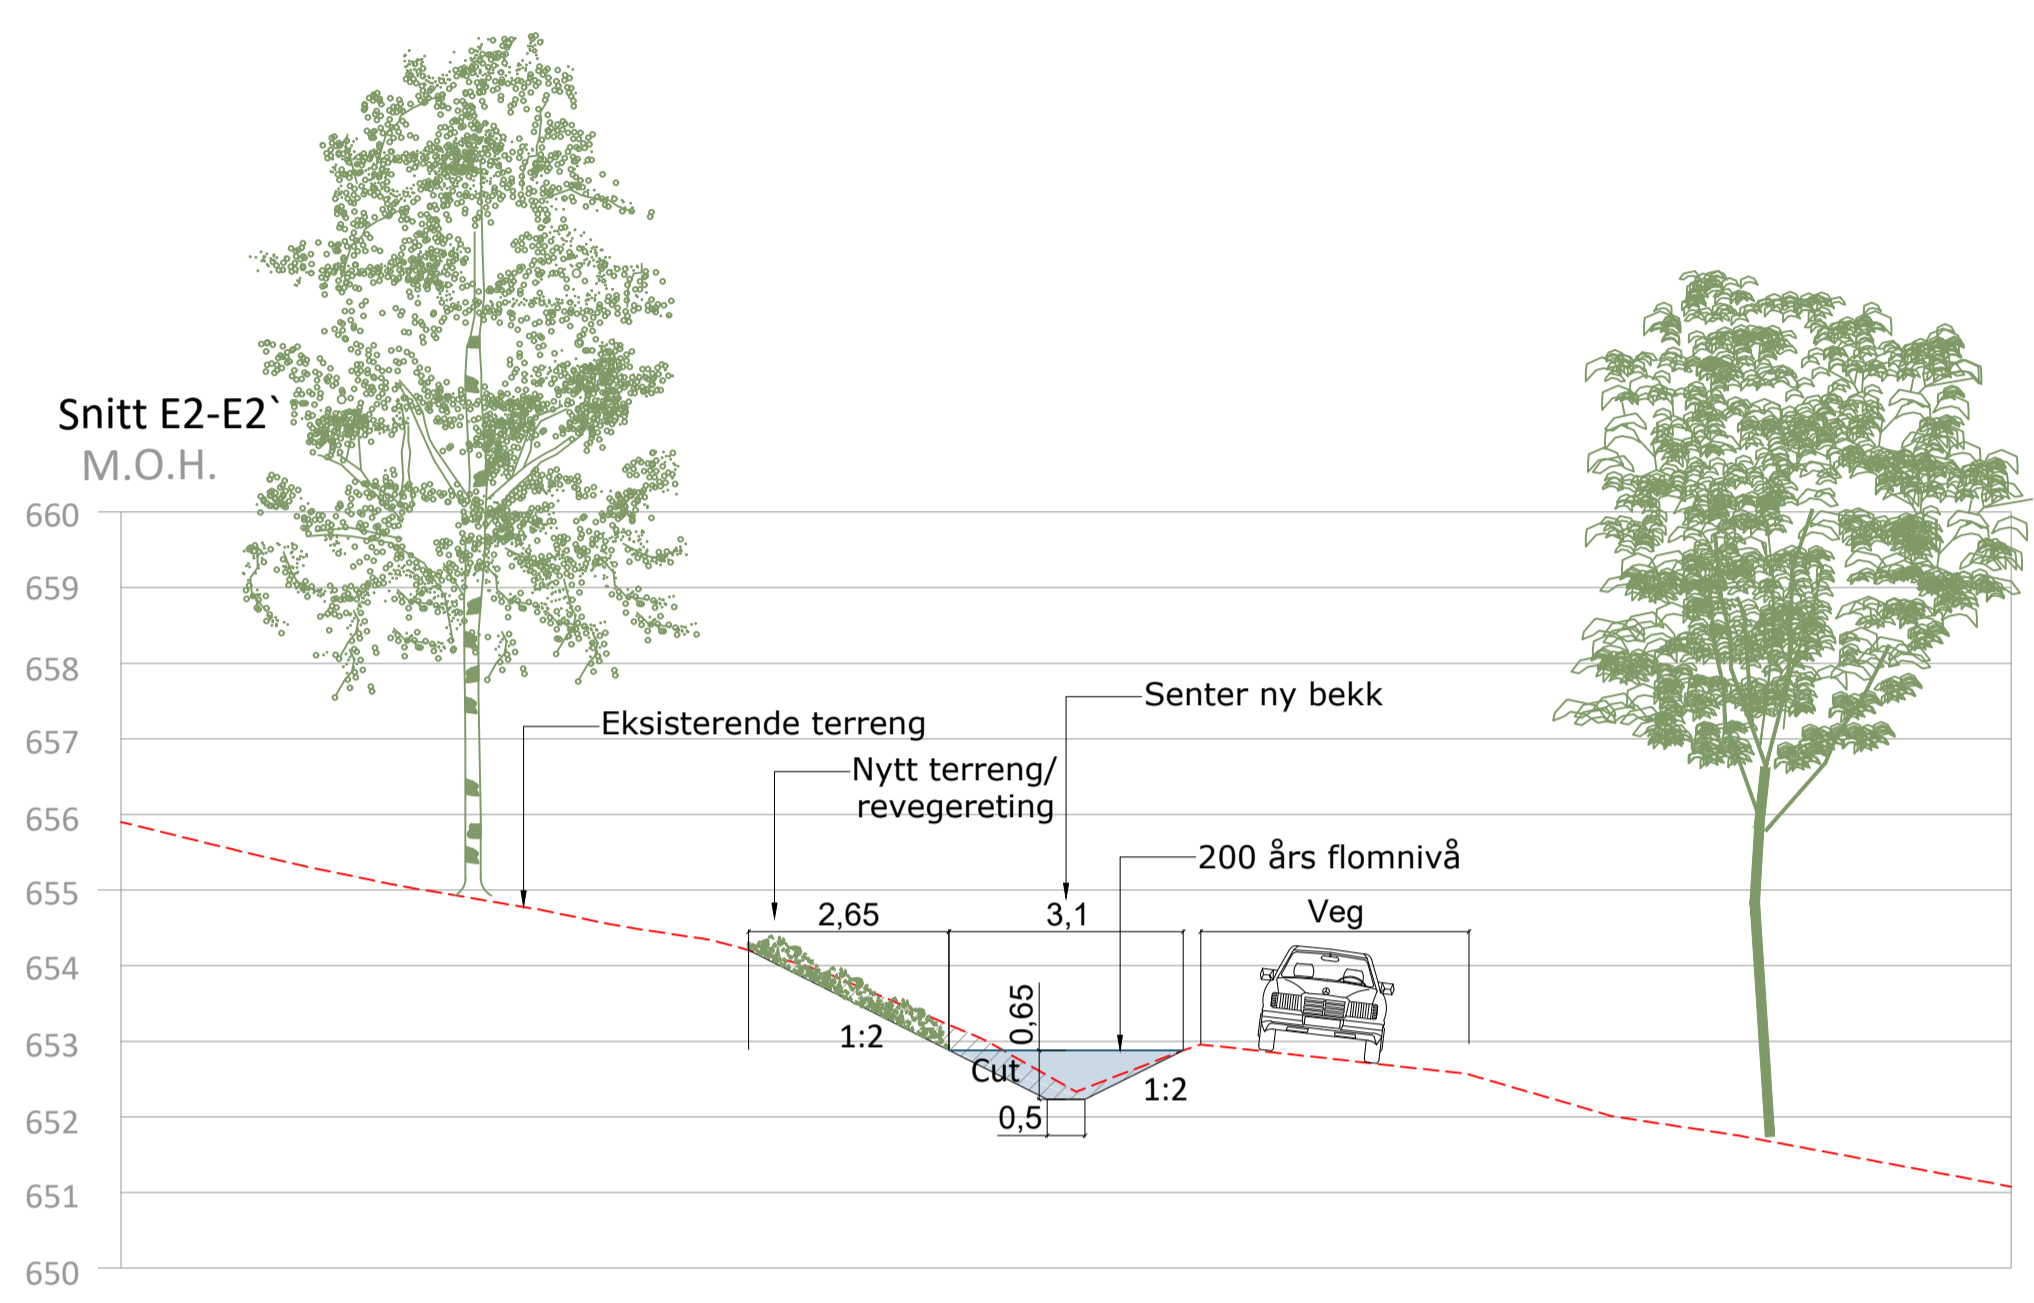 Snitt E2-E2`
M.O.H.
660
659
658
657
656
655
654
653
652
651
650
Senter ny bekk
Eksisterende terreng
Nytt terreng/
revegereting
200 års flomnivå
2,65
3,1
Veg
0,65
1:2
Cut
1:2
0,5